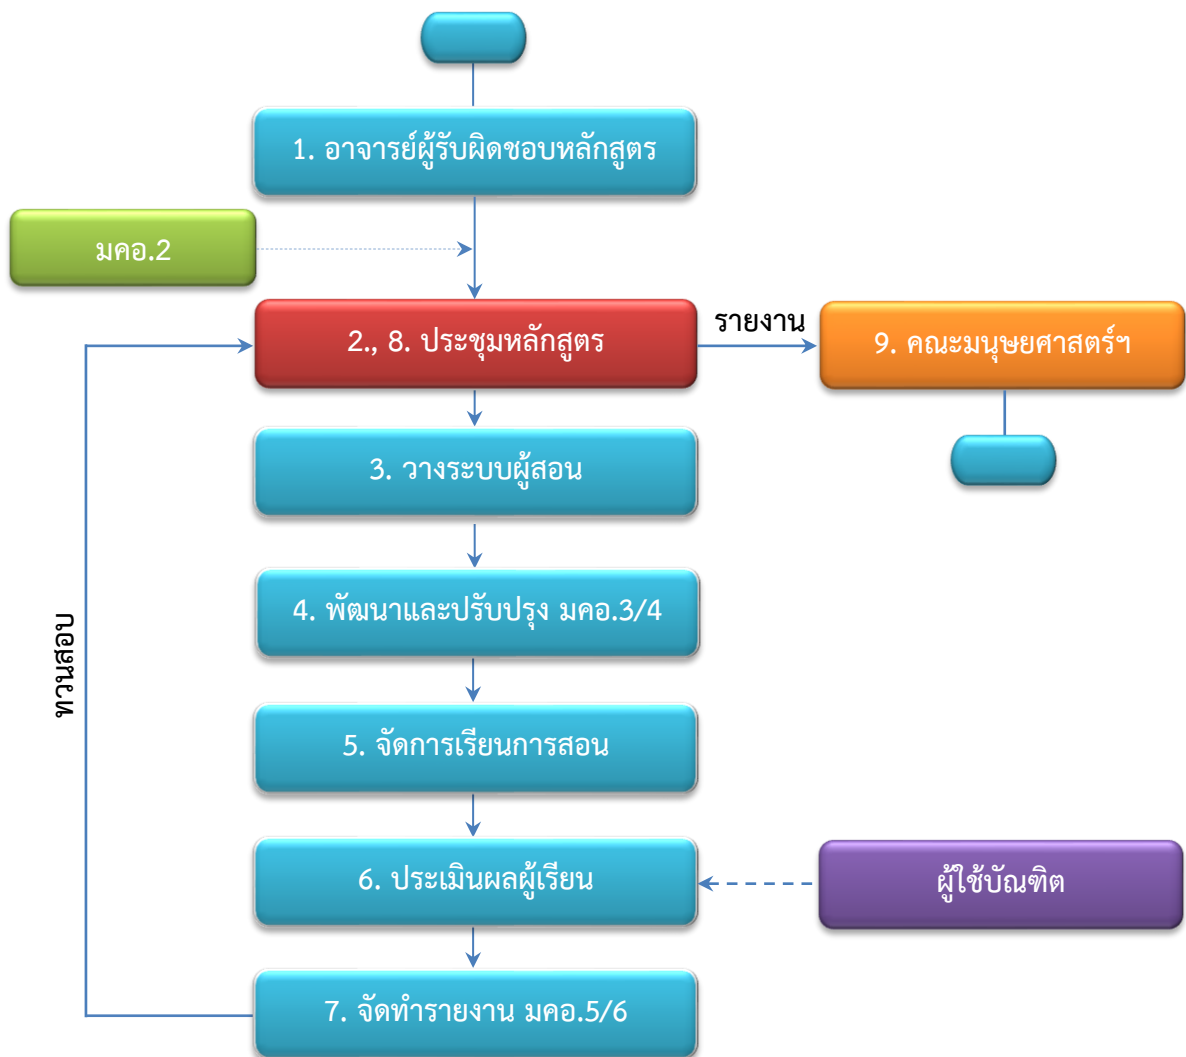 1. อาจารย์ผู้รับผิดชอบหลักสูตร
มคอ.2
2., 8. ประชุมหลักสูตร
รายงาน
9. คณะมนุษยศาสตร์ฯ
3. วางระบบผู้สอน
4. พัฒนาและปรับปรุง มคอ.3/4
ทวนสอบ
5. จัดการเรียนการสอน
6. ประเมินผลผู้เรียน
ผู้ใช้บัณฑิต
7. จัดทำรายงาน มคอ.5/6